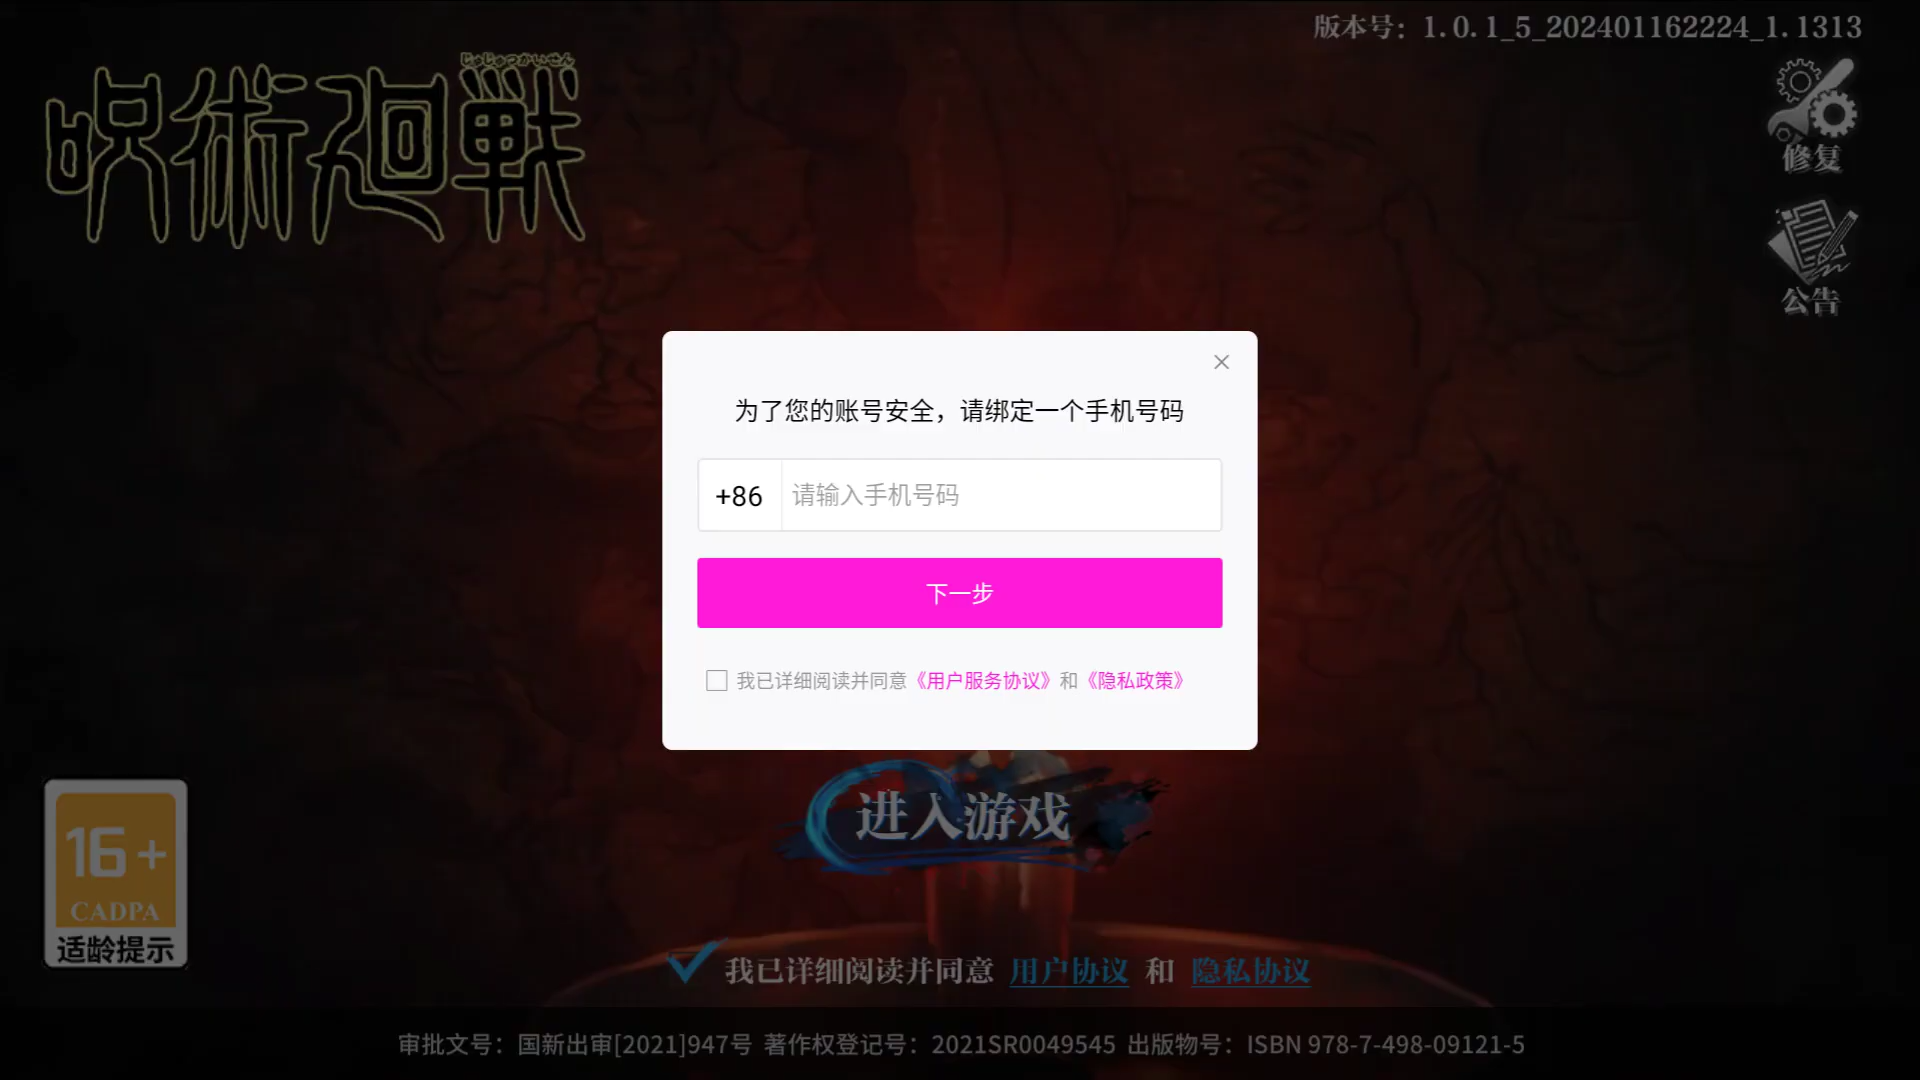 版本号：1.0.1_5_202401162224_1.1313
じゅじゅつかいせん
呪術廻戦
修复
公告
为了您的账号安全，请绑定一个手机号码
+86 请输入手机号码
下一步
我已详细阅读并同意《用户服务协议》和《隐私政策》
进入游戏
16+
CADPA
适龄提示
我已详细阅读并同意 用户协议 和 隐私协议
审批文号：国新出审[2021]947号 著作权登记号：2021SR0049545 出版物号：ISBN 978-7-498-09121-5